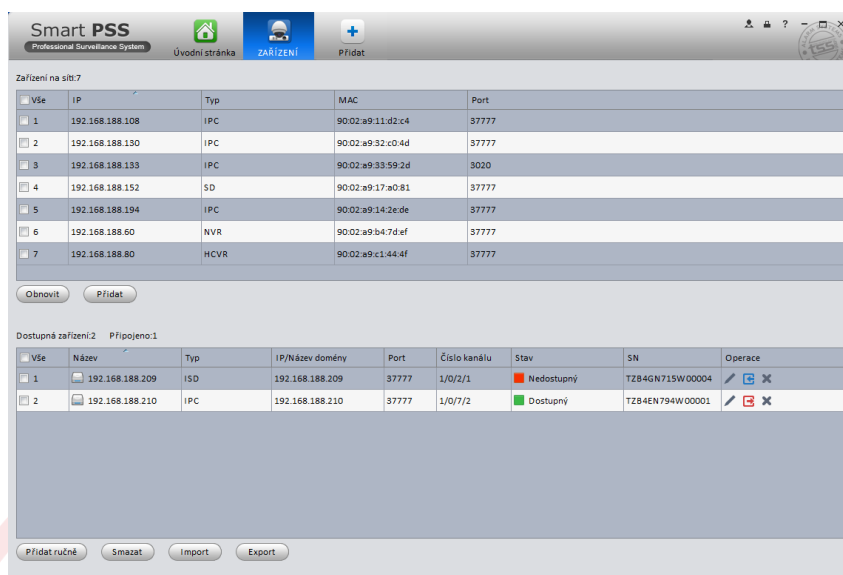 Smart PSS
Professional Surveillance System
Úvodní stránka
ZAŘÍZENÍ
Přidat
?
Zařízení na síti:7
Vše IP Typ MAC Port
1 192.168.188.108 IPC 90:02:a9:11:d2:c4 37777
2 192.168.188.130 IPC 90:02:a9:32:c0:4d 37777
3 192.168.188.133 IPC 90:02:a9:33:59:2d 3020
4 192.168.188.152 SD 90:02:a9:17:a0:81 37777
5 192.168.188.194 IPC 90:02:a9:14:2e:de 37777
6 192.168.188.60 NVR 90:02:a9:b4:7d:ef 37777
7 192.168.188.80 HCVR 90:02:a9:c1:44:4f 37777
Obnovit Přidat
Dostupná zařízení:2 Připojeno:1
Vše Název Typ IP/Název domény Port Číslo kanálu Stav SN Operace
1 192.168.188.209 ISD 192.168.188.209 37777 1/0/2/1 Nedostupný TZB4GN715W00004
2 192.168.188.210 IPC 192.168.188.210 37777 1/0/7/2 Dostupný TZB4EN794W00001
Přidat ručně Smazat Import Export